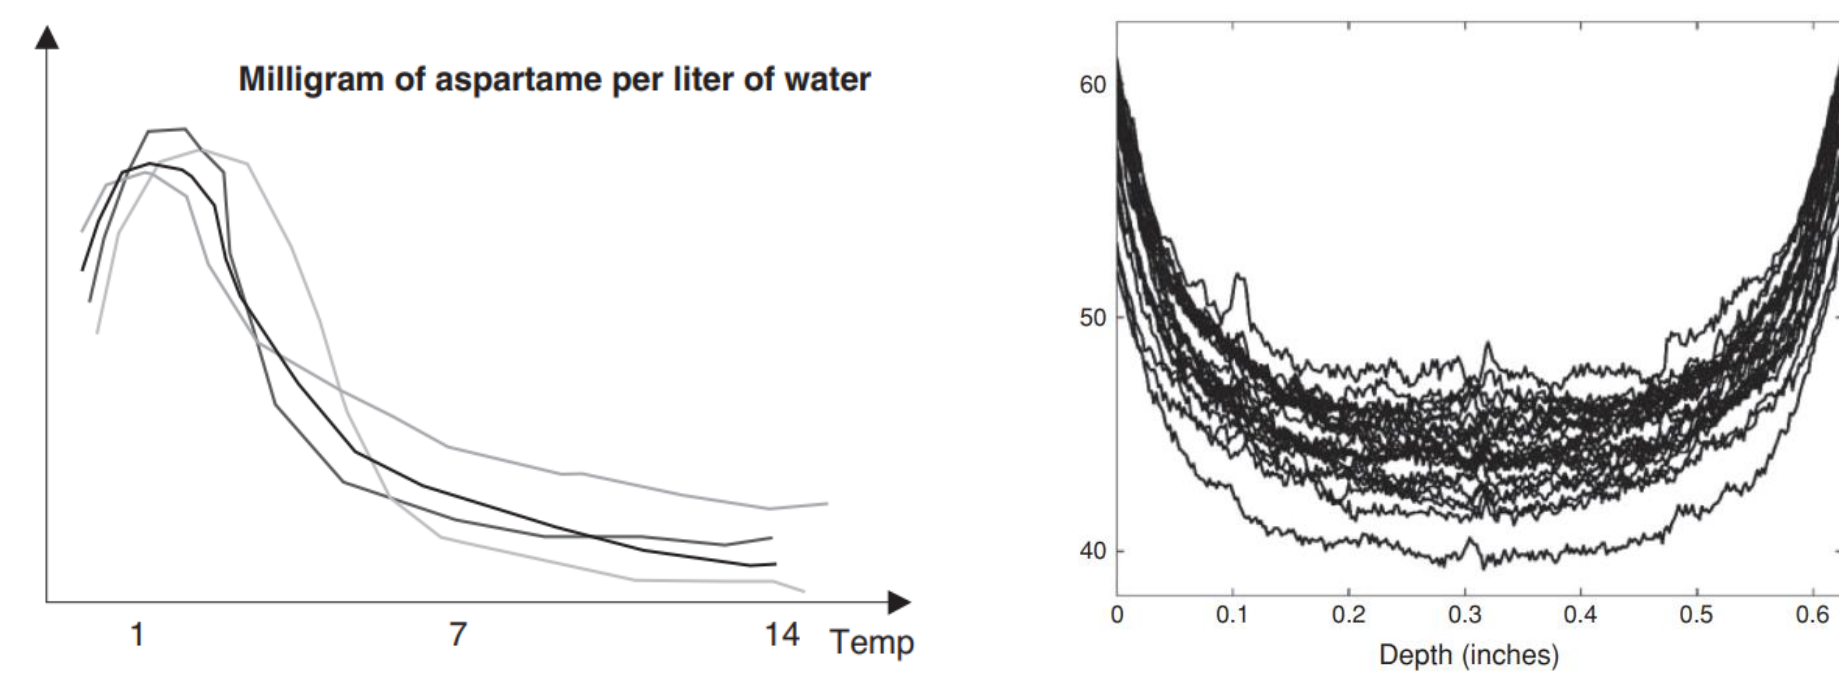 Milligram of aspartame per liter of water
1 7 14 Temp
60
50
40
0 0.1 0.2 0.3 0.4 0.5 0.6
Depth (inches)